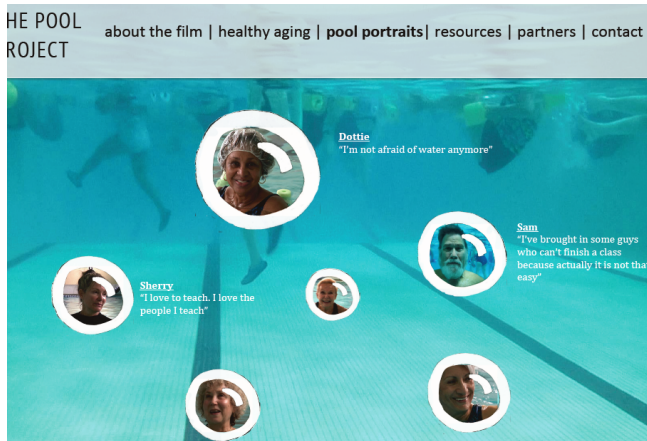 HE POOL
ROJECT
about the film | healthy aging | pool portraits| resources | partners | contact
Dottie
“I’m not afraid of water anymore”
Sam
“I’ve brought in some guys
who can’t finish a class
because actually it is not tha
easy”
Sherry
“I love to teach. I love the
people I teach”